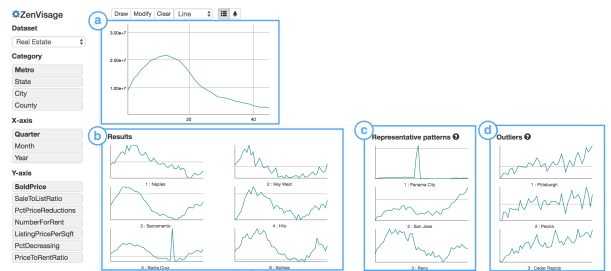 ZenVisage
Draw Modify Clear Line
Dataset
Real Estate
Category
Metro
State
City
County
X-axis
Quarter
Month
Year
Y-axis
SoldPrice
SaleToListRatio
PctPriceReductions
NumberForRent
ListingPricePerSqft
PctDecreasing
PriceToRentRatio
a
3.00e+7
2.00e+7
1.00e+7
20 40
b
Results
1 : Naples 2 : Key West
3 : Sacramento 4 : Hilo
5 : Santa Cruz 6 : Salinas
c
Representative patterns
1 : Panama City
2 : San Jose
3 : Reno
d
Outliers
1 : Pittsburgh
2 : Peoria
3 : Cedar Rapids